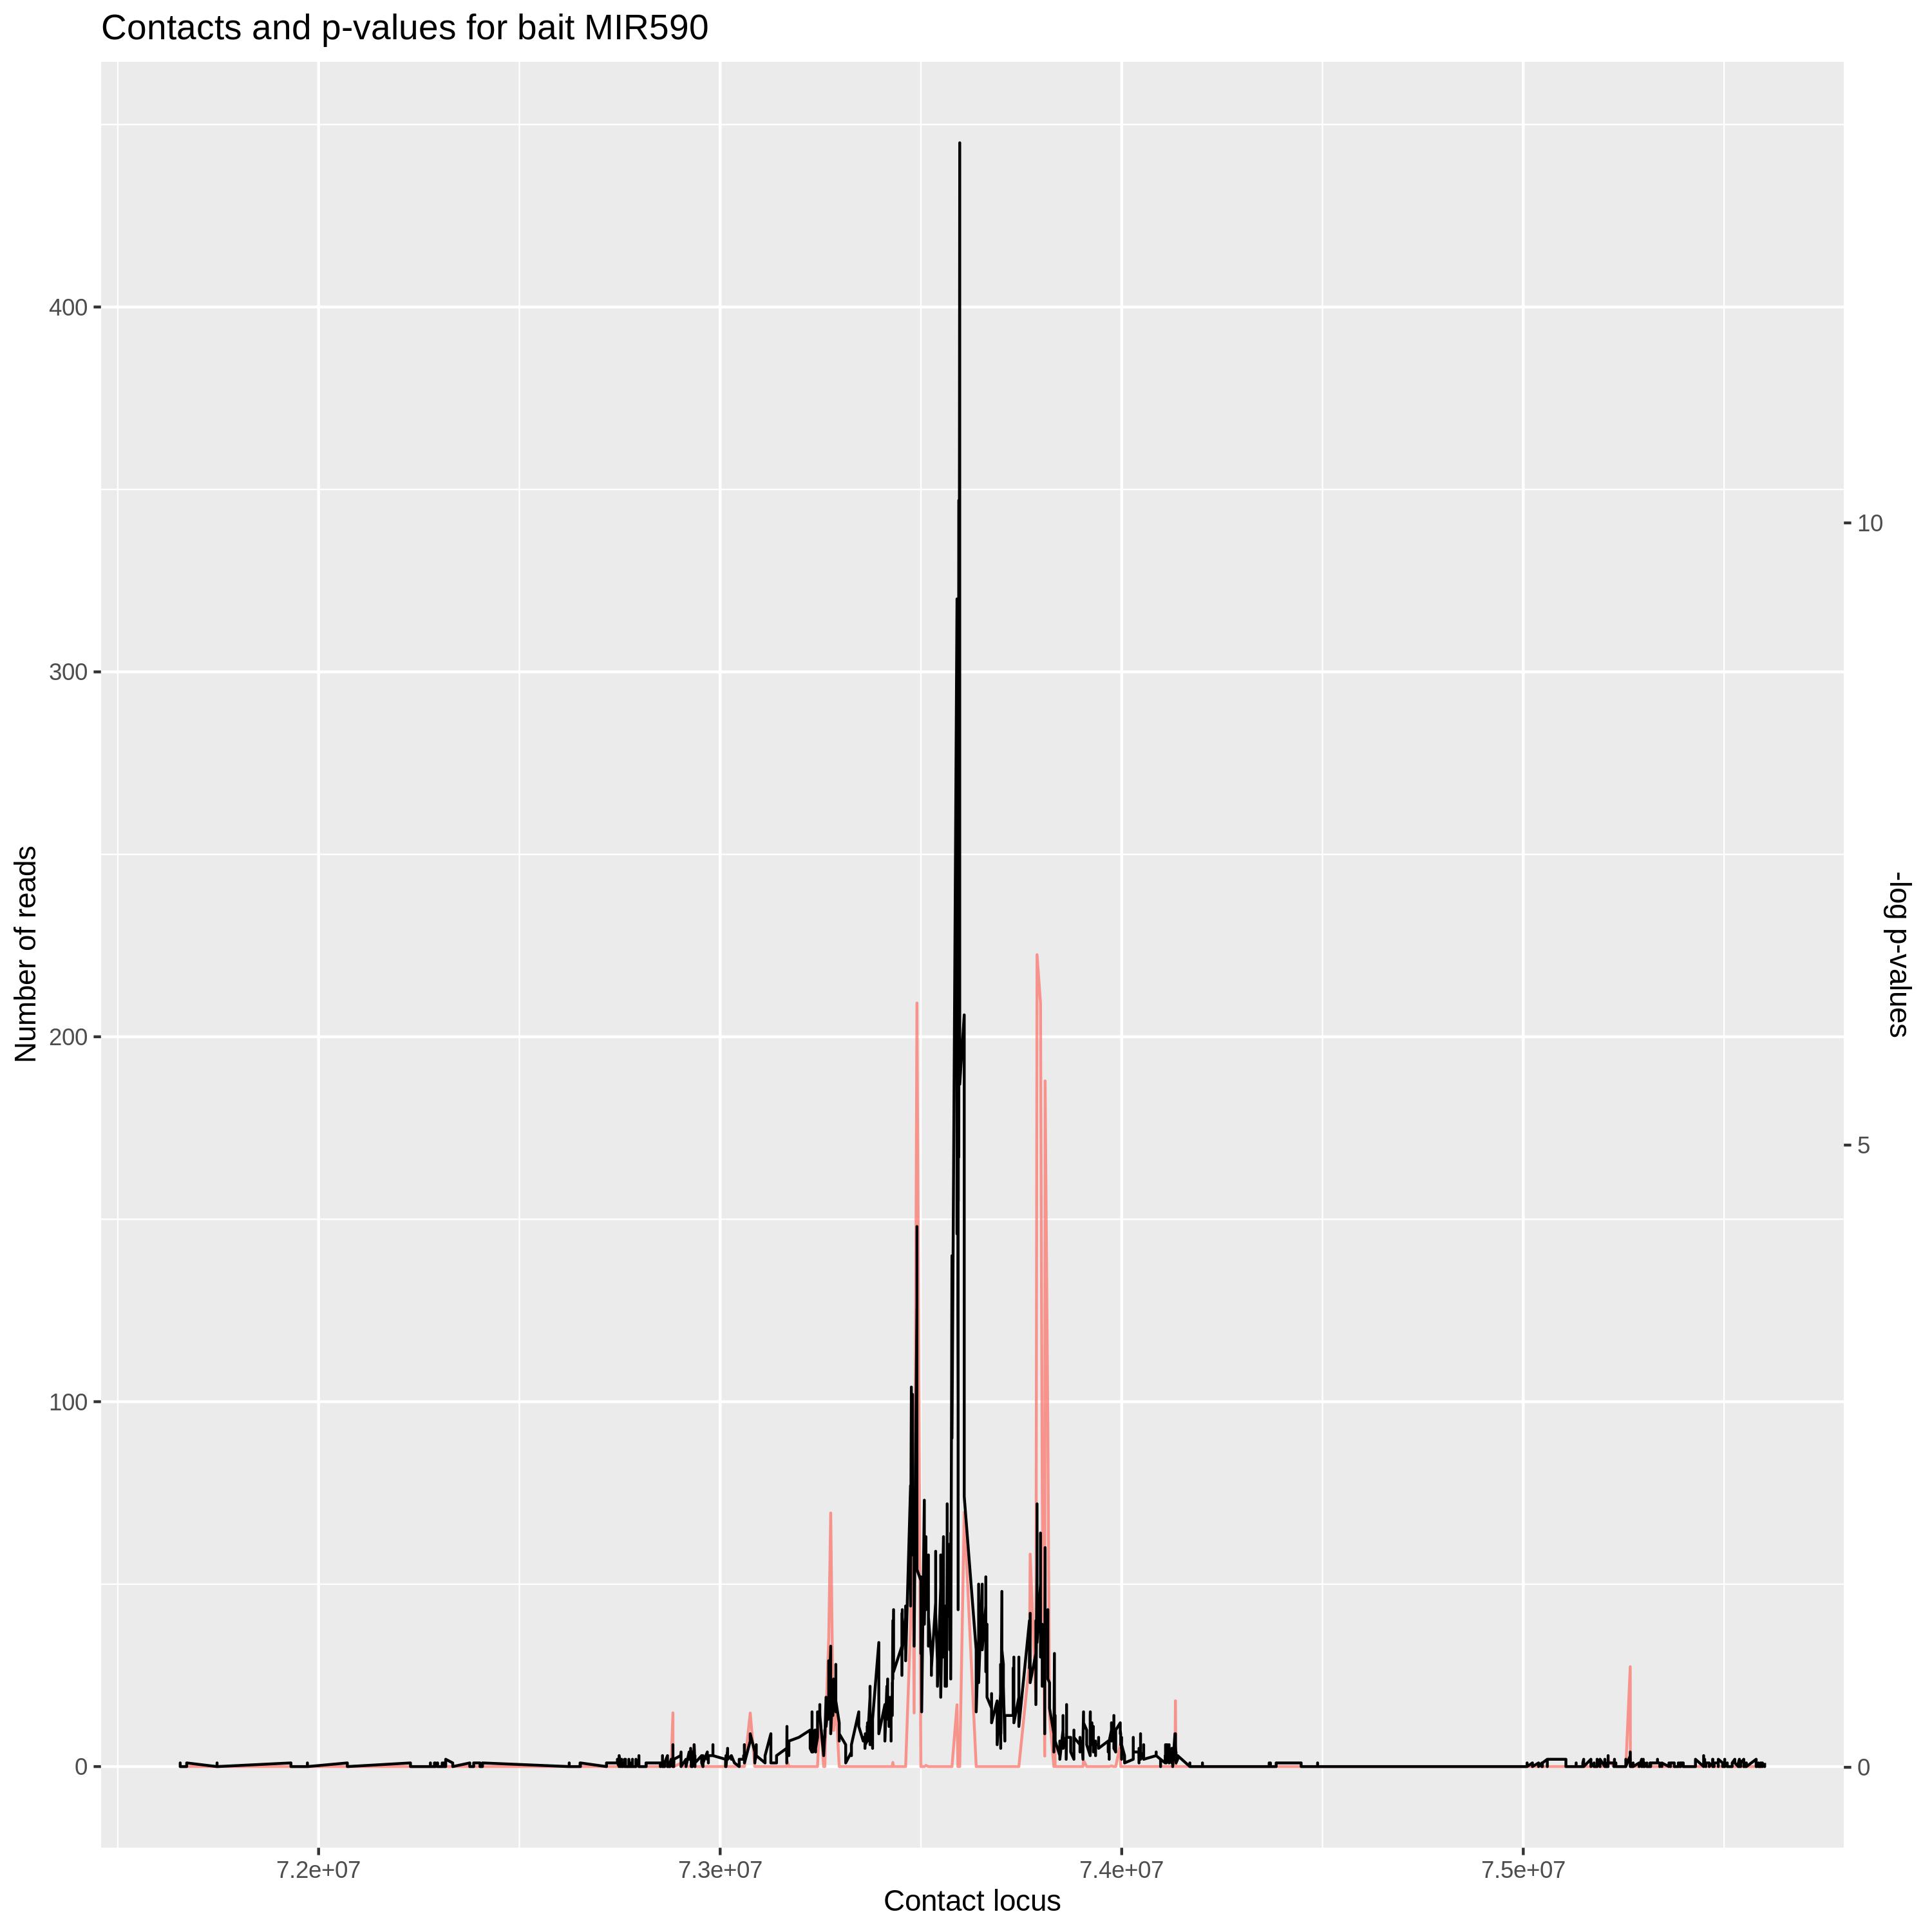 Contacts and p-values for bait MIR590
Number of reads
400
300
200
100
0
10
5
0
-log p-values
7.2e+07
7.3e+07
7.4e+07
7.5e+07
Contact locus